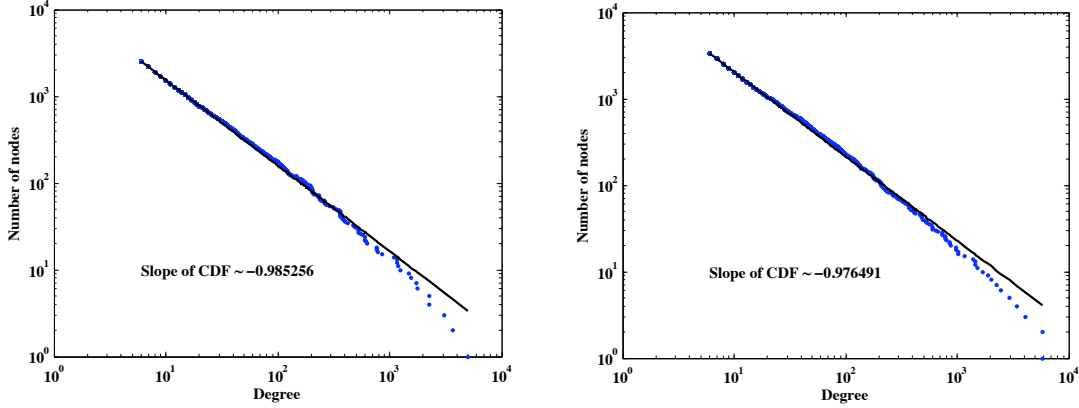 10^4
10^3
10^2
10^1
10^0
Number of nodes
Slope of CDF ~ −0.985256
10^0 10^1 10^2 10^3 10^4
Degree
10^4
10^3
10^2
10^1
10^0
Number of nodes
Slope of CDF ~ −0.976491
10^0 10^1 10^2 10^3 10^4
Degree